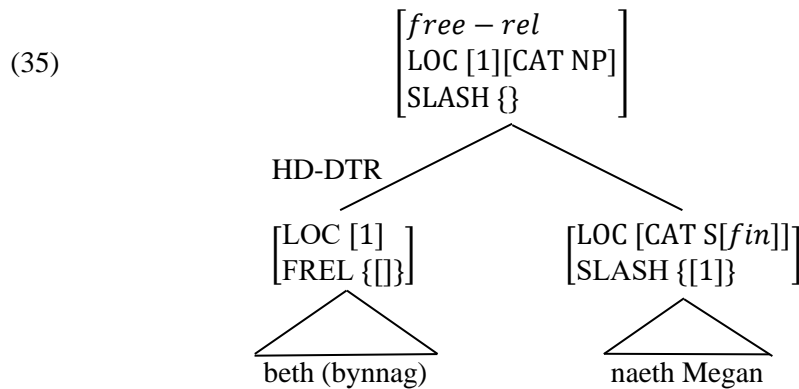 (35)
free – rel
LOC [1][CAT NP]
SLASH {}
HD-DTR
LOC [1]
FREL {[]}
LOC [CAT S[fin]]
SLASH {[1]}
beth (bynnag)
naeth Megan